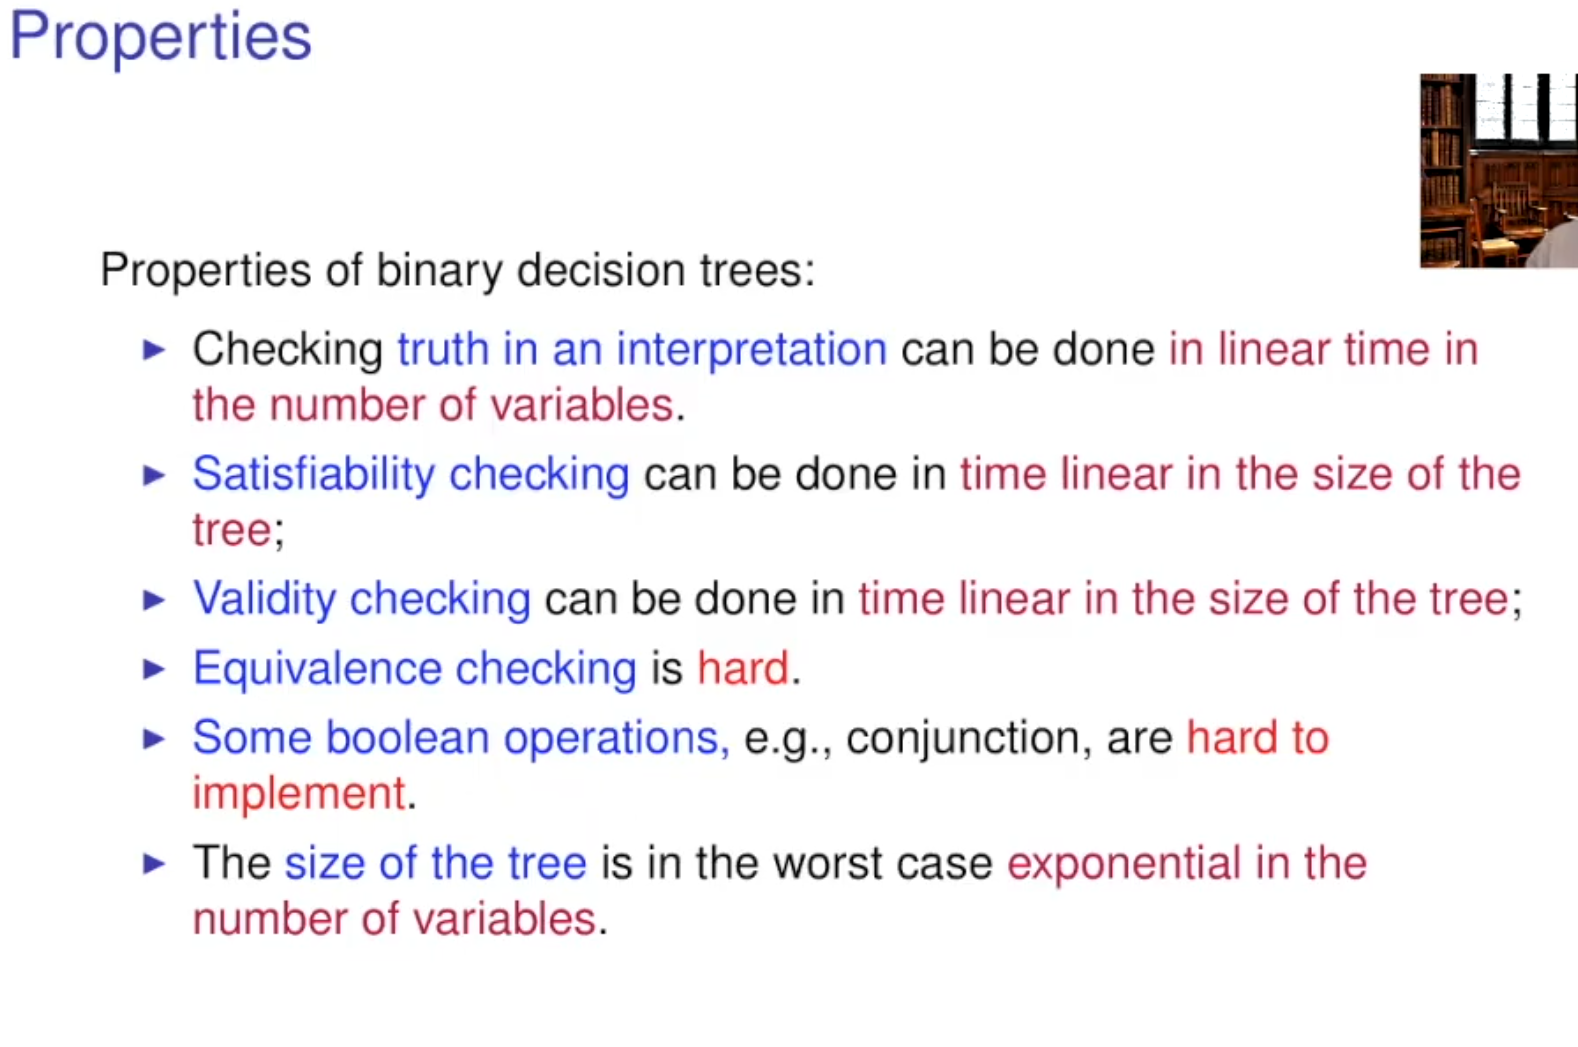 Properties
Properties of binary decision trees:
▶ Checking truth in an interpretation can be done in linear time in
the number of variables.
▶ Satisfiability checking can be done in time linear in the size of the
tree;
▶ Validity checking can be done in time linear in the size of the tree;
▶ Equivalence checking is hard.
▶ Some boolean operations, e.g., conjunction, are hard to
implement.
▶ The size of the tree is in the worst case exponential in the
number of variables.